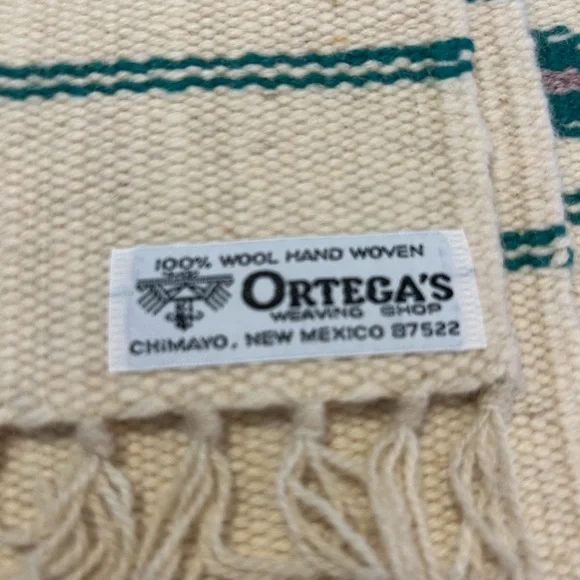 100% WOOL HAND WOVEN
ORTEGA'S
WEAVING SHOP
CHIMAYO, NEW MEXICO 87522